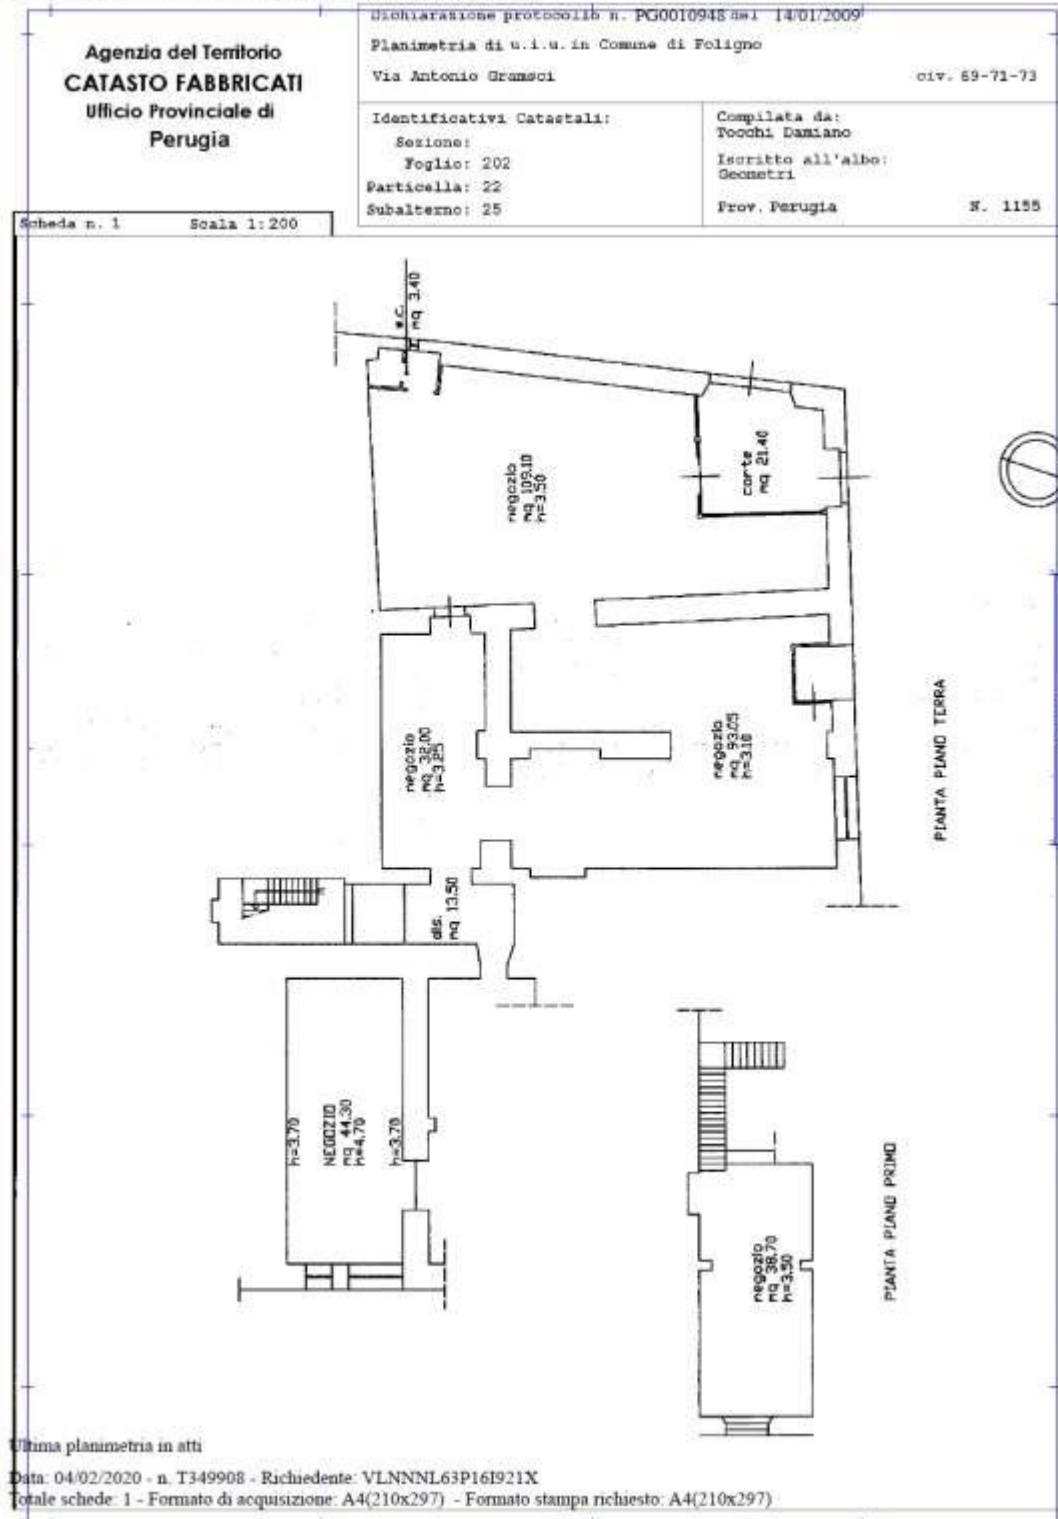 Agenzia del Territorio
CATASTO FABBRICATI
Ufficio Provinciale di
Perugia
Dichiarazione protocollo n. PG0010948 del 14/01/2009
Planimetria di u.i.u. in Comune di Foligno
Via Antonio Gramsci civ. 69-71-73
Identificativi Catastali:
Sezione:
Foglio: 202
Particella: 22
Subalterno: 25
Compilata da:
Tocchi Damiano
Iscritto all'albo:
Geometri
Prov. Perugia N. 1155
Scheda n. 1 Scala 1:200
w.c.
mq 3.40
negozio
mq 109.10
h=3.50
corte
mq 21.40
negozio
mq 32.00
h=3.25
negozio
mq 93.05
h=3.10
PIANTA PIANO TERRA
dis.
mq 13.50
h=3.70
NEGOZIO
mq 44.30
h=4.70
h=3.70
negozio
mq 38.70
h=3.50
PIANTA PIANO PRIMO
Ultima planimetria in atti
Data: 04/02/2020 - n. T349908 - Richiedente: VLNNNL63P16I921X
Totale schede: 1 - Formato di acquisizione: A4(210x297) - Formato stampa richiesto: A4(210x297)